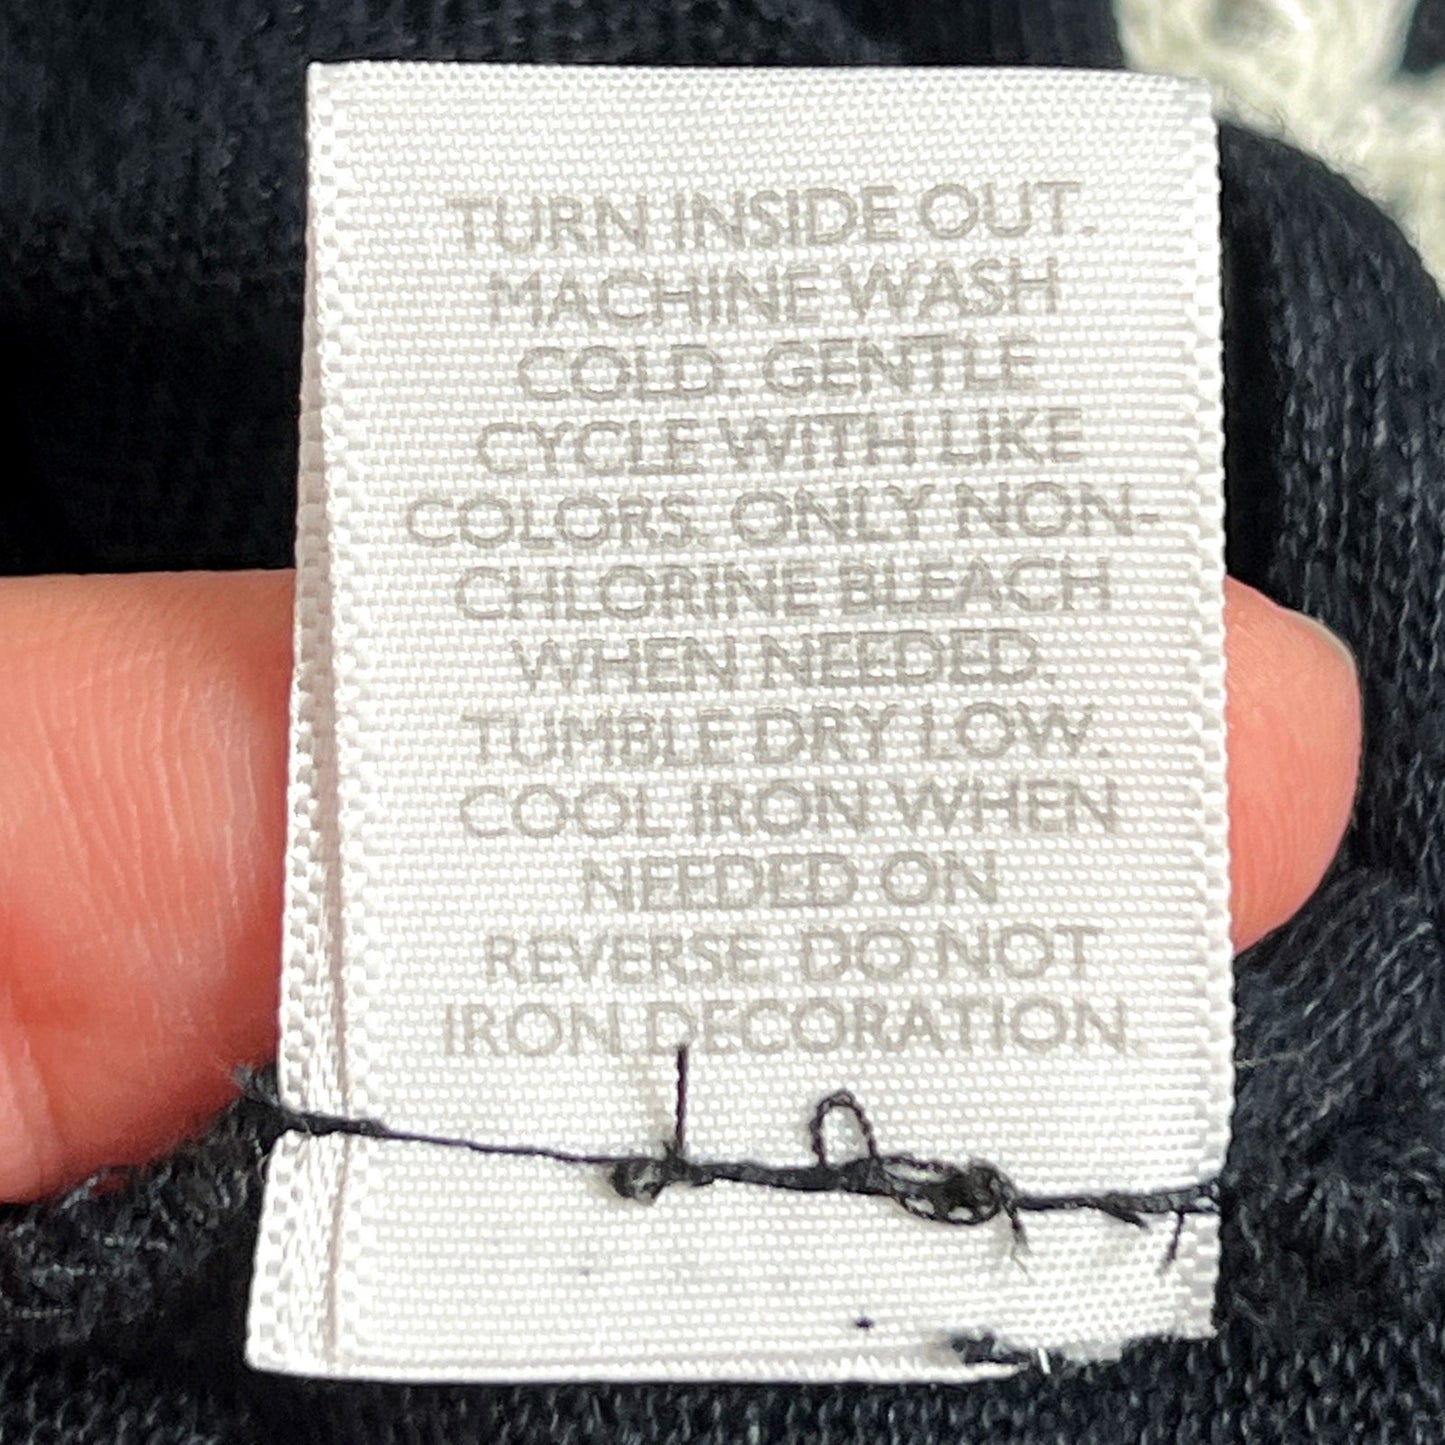 TURN INSIDE OUT.
MACHINE WASH
COLD. GENTLE
CYCLE WITH LIKE
COLORS. ONLY NON-
CHLORINE BLEACH
WHEN NEEDED.
TUMBLE DRY LOW.
COOL IRON WHEN
NEEDED ON
REVERSE. DO NOT
IRON DECORATION.